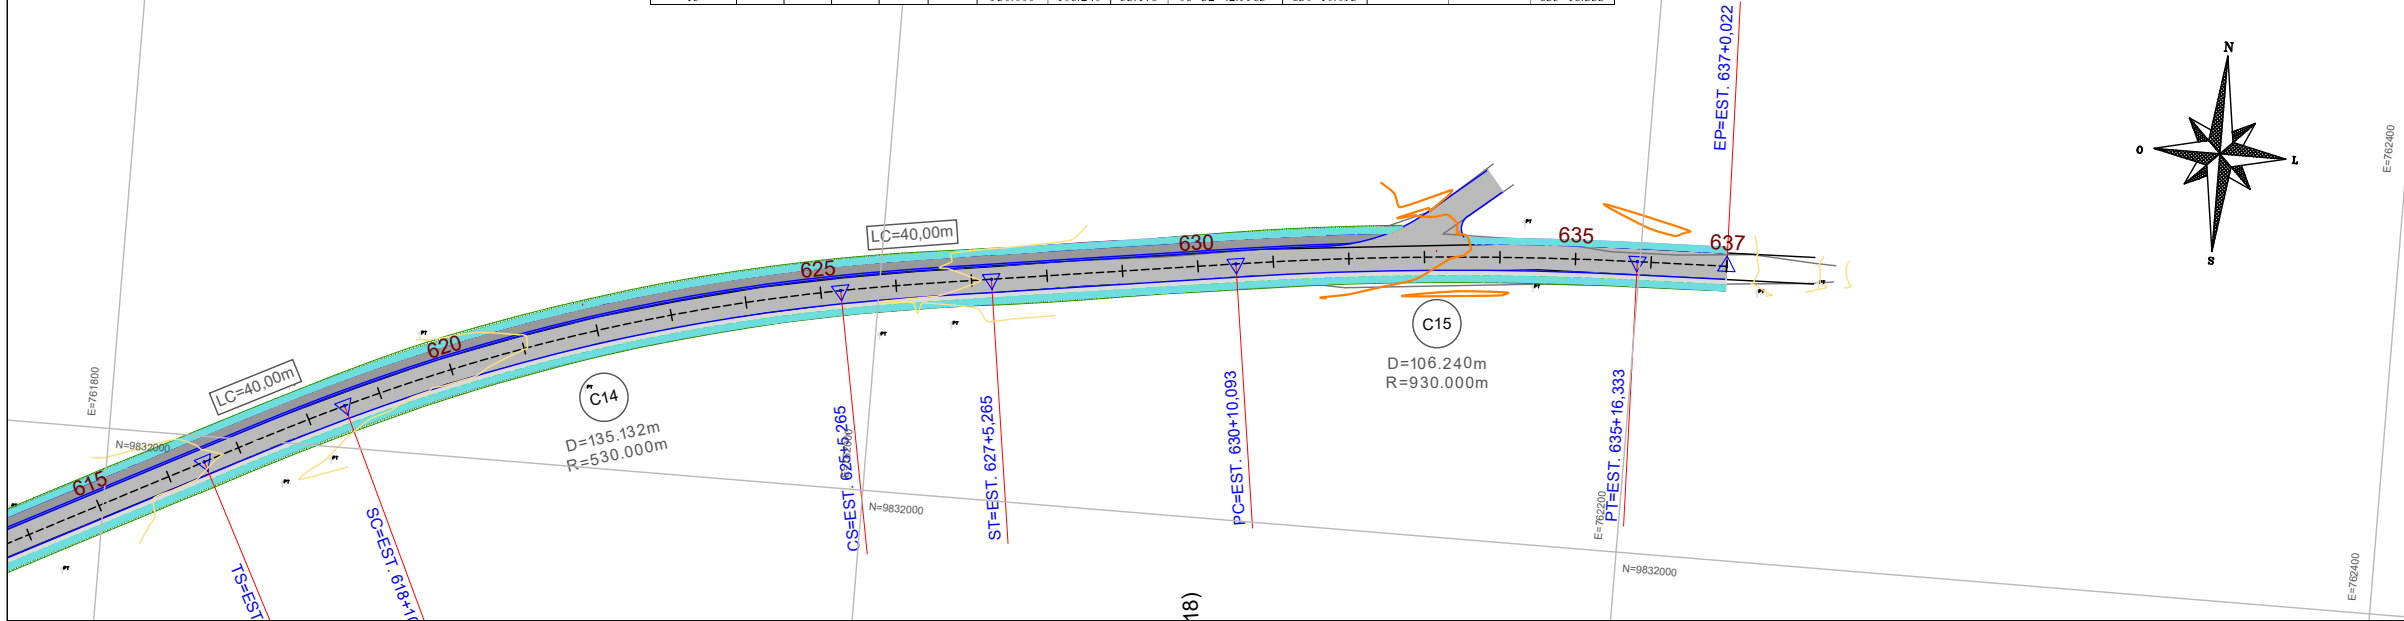 EP=EST. 637+0,022
N
O
L
S
E=762400
LC=40,00m
630
635
637
625
C15
D=106.240m
R=930.000m
620
LC=40,00m
E=761800
C14
D=135.132m
R=530.000m
N=9832000
615
TS=EST
SC=EST. 618+10
CS=EST. 625+5,265
ST=EST. 627+5,265
PC=EST. 630+10,093
PT=EST. 635+16,333
E=762200
N=9832000
N=9832000
E=762400
18)